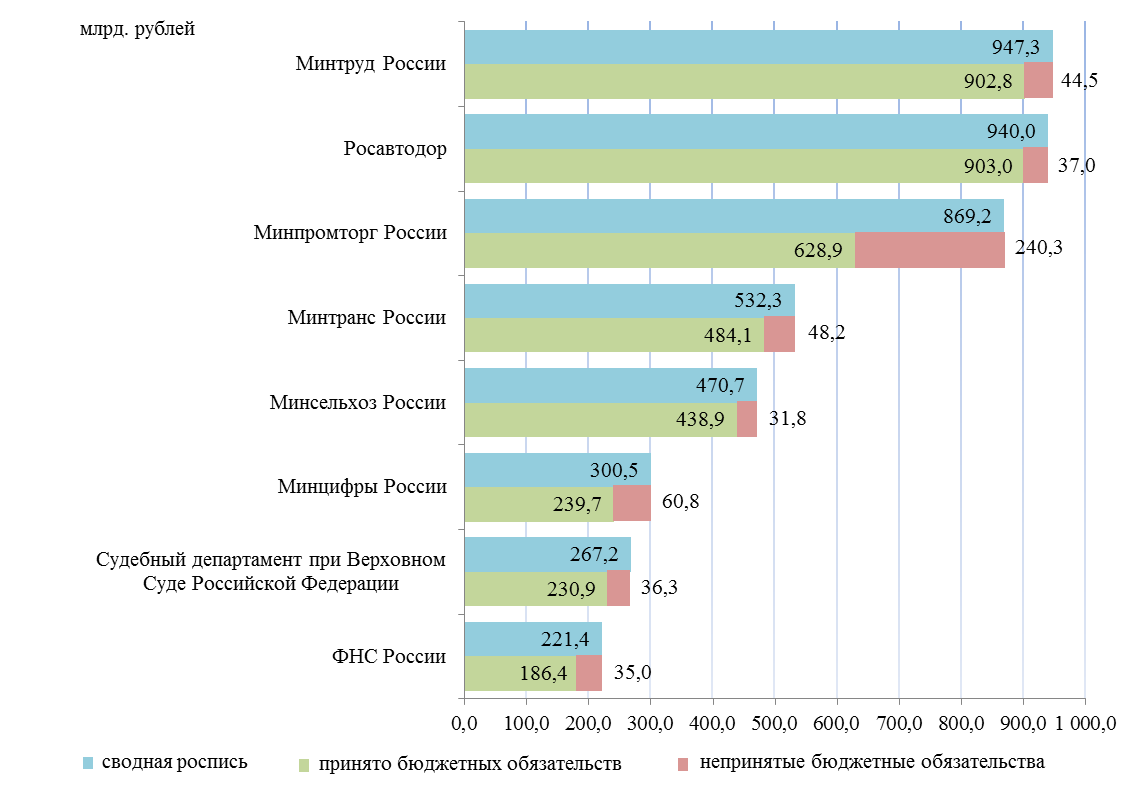 млрд. рублей
Минтруд России
947,3
902,8
44,5
Росавтодор
940,0
903,0
37,0
Минпромторг России
869,2
628,9
240,3
Минтранс России
532,3
484,1
48,2
Минсельхоз России
470,7
438,9
31,8
Минцифры России
300,5
239,7
60,8
Судебный департамент при Верховном
Суде Российской Федерации
267,2
230,9
36,3
ФНС России
221,4
186,4
35,0
0,0 100,0 200,0 300,0 400,0 500,0 600,0 700,0 800,0 900,0 1 000,0
сводная роспись принято бюджетных обязательств непринятые бюджетные обязательства